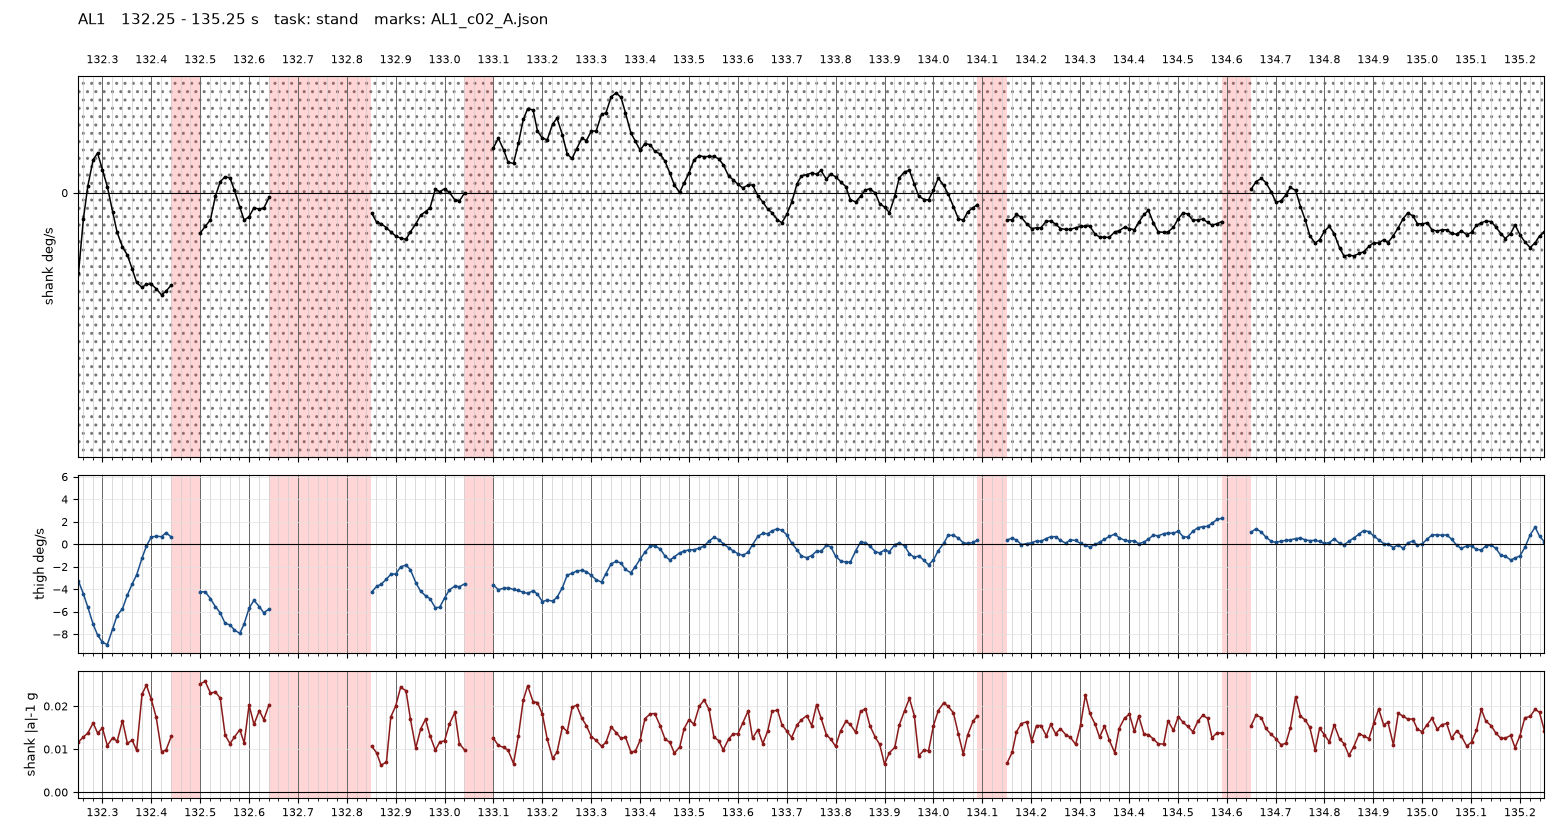 AL1   132.25 - 135.25 s   task: stand   marks: AL1_c02_A.json
132.3 132.4 132.5 132.6 132.7 132.8 132.9 133.0 133.1 133.2 133.3 133.4 133.5 133.6 133.7 133.8 133.9 134.0 134.1 134.2 134.3 134.4 134.5 134.6 134.7 134.8 134.9 135.0 135.1 135.2
shank deg/s
0
thigh deg/s
6
4
2
0
−2
−4
−6
−8
shank |a|-1 g
0.02
0.01
0.00
132.3 132.4 132.5 132.6 132.7 132.8 132.9 133.0 133.1 133.2 133.3 133.4 133.5 133.6 133.7 133.8 133.9 134.0 134.1 134.2 134.3 134.4 134.5 134.6 134.7 134.8 134.9 135.0 135.1 135.2